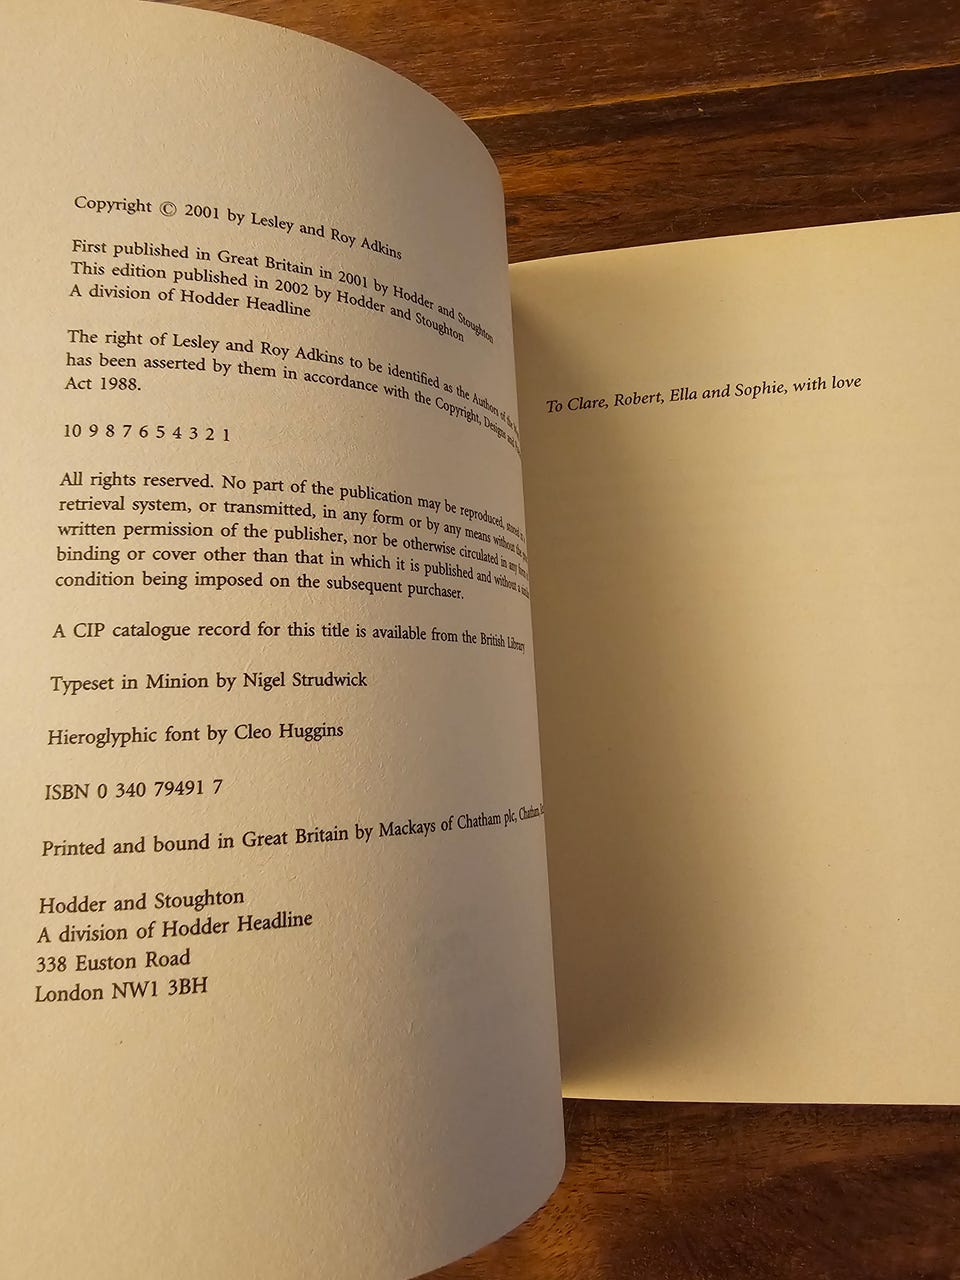 Copyright © 2001 by Lesley and Roy Adkins
First published in Great Britain in 2001 by Hodder and Stoughton
This edition published in 2002 by Hodder and Stoughton
A division of Hodder Headline
The right of Lesley and Roy Adkins to be identified as the Authors of the
has been asserted by them in accordance with the Copyright, Designs and
Act 1988.
10 9 8 7 6 5 4 3 2 1
All rights reserved. No part of the publication may be reproduced,
retrieval system, or transmitted, in any form or by any means without the
written permission of the publisher, nor be otherwise circulated in any form
binding or cover other than that in which it is published and without a
condition being imposed on the subsequent purchaser.
A CIP catalogue record for this title is available from the British Library
Typeset in Minion by Nigel Strudwick
Hieroglyphic font by Cleo Huggins
ISBN 0 340 79491 7
Printed and bound in Great Britain by Mackays of Chatham plc, Chatham,
Hodder and Stoughton
A division of Hodder Headline
338 Euston Road
London NW1 3BH
To Clare, Robert, Ella and Sophie, with love